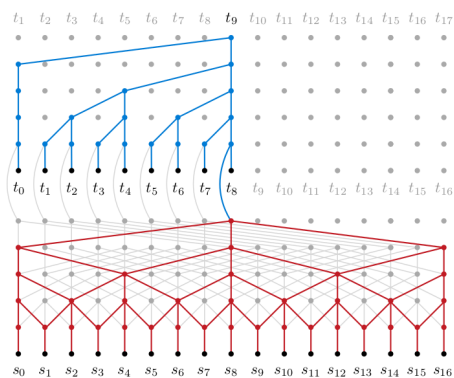 t₁ t₂ t₃ t₄ t₅ t₆ t₇ t₈ t₉ t₁₀ t₁₁ t₁₂ t₁₃ t₁₄ t₁₅ t₁₆ t₁₇
t₀ t₁ t₂ t₃ t₄ t₅ t₆ t₇ t₈ t₉ t₁₀ t₁₁ t₁₂ t₁₃ t₁₄ t₁₅ t₁₆
s₀ s₁ s₂ s₃ s₄ s₅ s₆ s₇ s₈ s₉ s₁₀ s₁₁ s₁₂ s₁₃ s₁₄ s₁₅ s₁₆